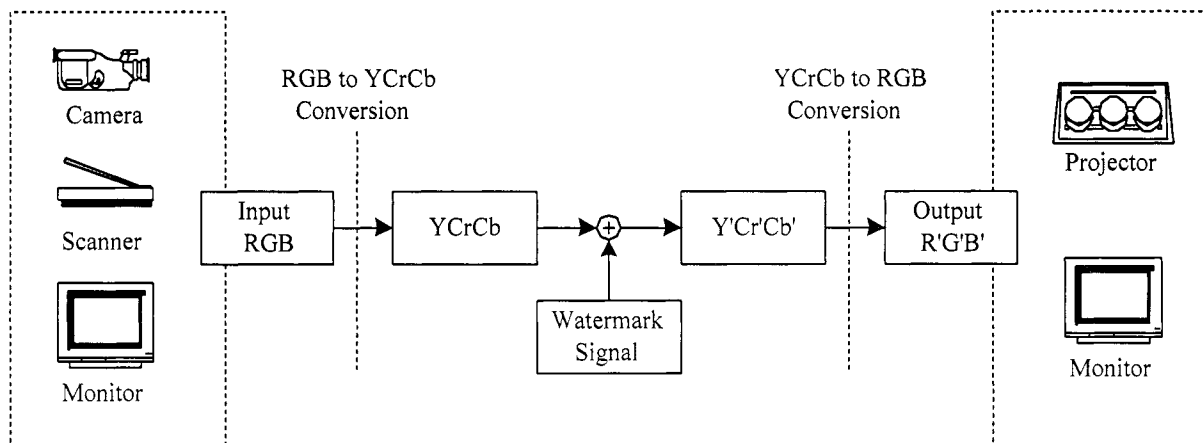 Camera
Scanner
Monitor
RGB to YCrCb
Conversion
Input
RGB
YCrCb
+
Watermark
Signal
Y'Cr'Cb'
YCrCb to RGB
Conversion
Output
R'G'B'
Projector
Monitor